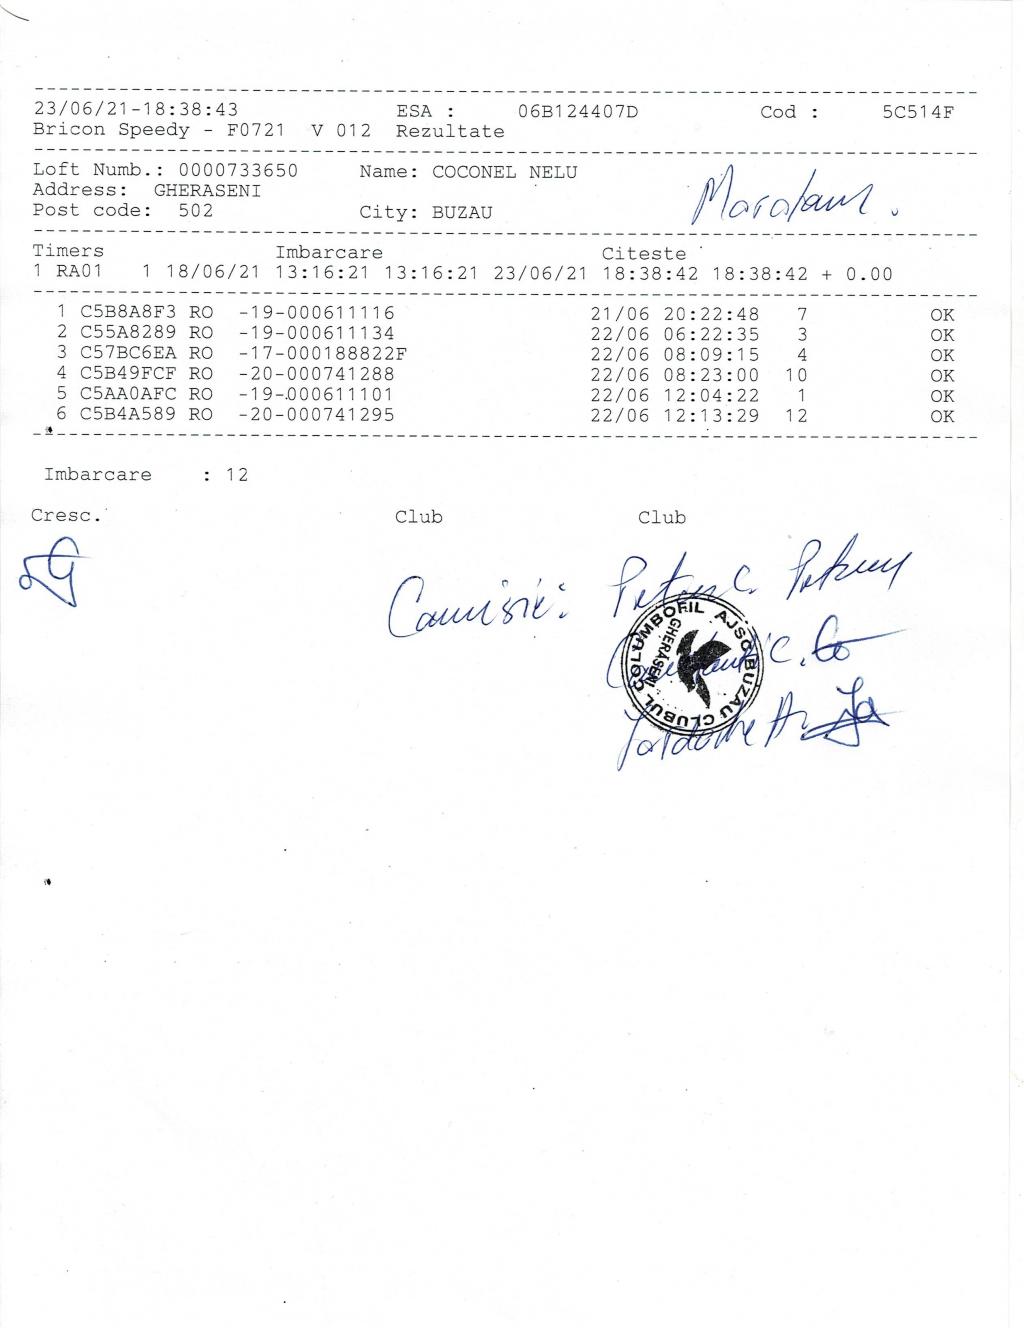 23/06/21-18:38:43 ESA : 06B124407D Cod : 5C514F
Bricon Speedy - F0721 V 012 Rezultate
Loft Numb.: 0000733650 Name: COCONEL NELU
Address: GHERASENI
Post code: 502 City: BUZAU
Timers Imbarcare Citeste
1 RA01 1 18/06/21 13:16:21 13:16:21 23/06/21 18:38:42 18:38:42 + 0.00
1 C5B8A8F3 RO -19-000611116 21/06 20:22:48 7 OK
2 C55A8289 RO -19-000611134 22/06 06:22:35 3 OK
3 C57BC6EA RO -17-000188822F 22/06 08:09:15 4 OK
4 C5B49FCF RO -20-000741288 22/06 08:23:00 10 OK
5 C5AA0AFC RO -19-000611101 22/06 12:04:22 1 OK
6 C5B4A589 RO -20-000741295 22/06 12:13:29 12 OK
Imbarcare : 12
Cresc. Club Club
CLUBUL COLUMBOFIL AJSC BUZAU
GHERASENI